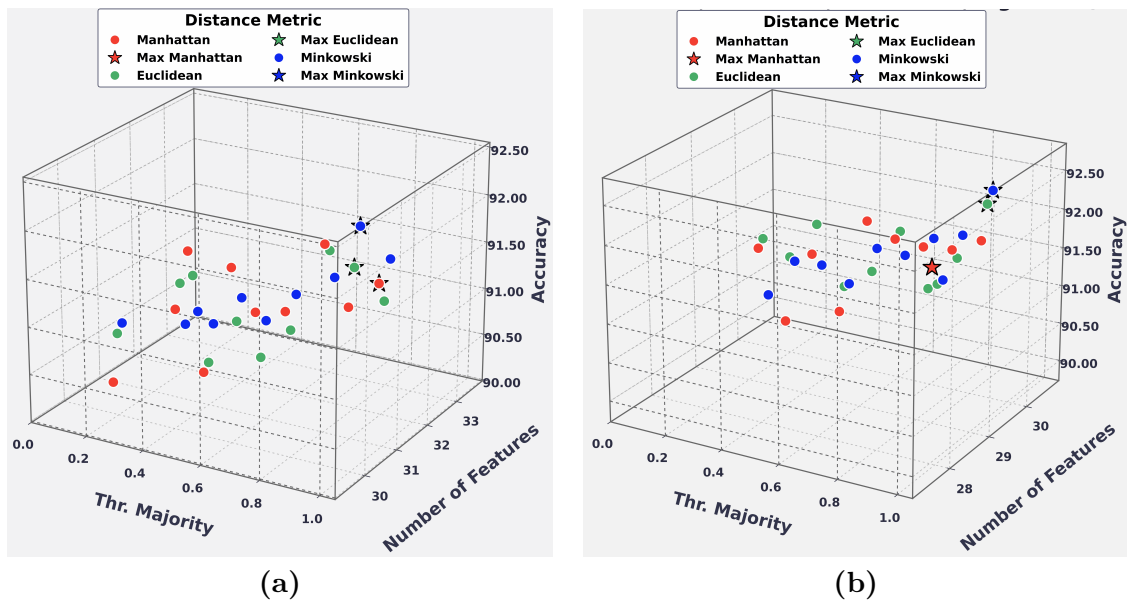 Distance Metric
Manhattan
Max Manhattan
Euclidean
Max Euclidean
Minkowski
Max Minkowski
92.50
92.00
91.50
91.00
90.50
90.00
Accuracy
0.0
0.2
0.4
0.6
0.8
1.0
Thr. Majority
30
31
32
33
Number of Features
(a)
Distance Metric
Manhattan
Max Manhattan
Euclidean
Max Euclidean
Minkowski
Max Minkowski
92.50
92.00
91.50
91.00
90.50
90.00
Accuracy
0.0
0.2
0.4
0.6
0.8
1.0
Thr. Majority
28
29
30
Number of Features
(b)